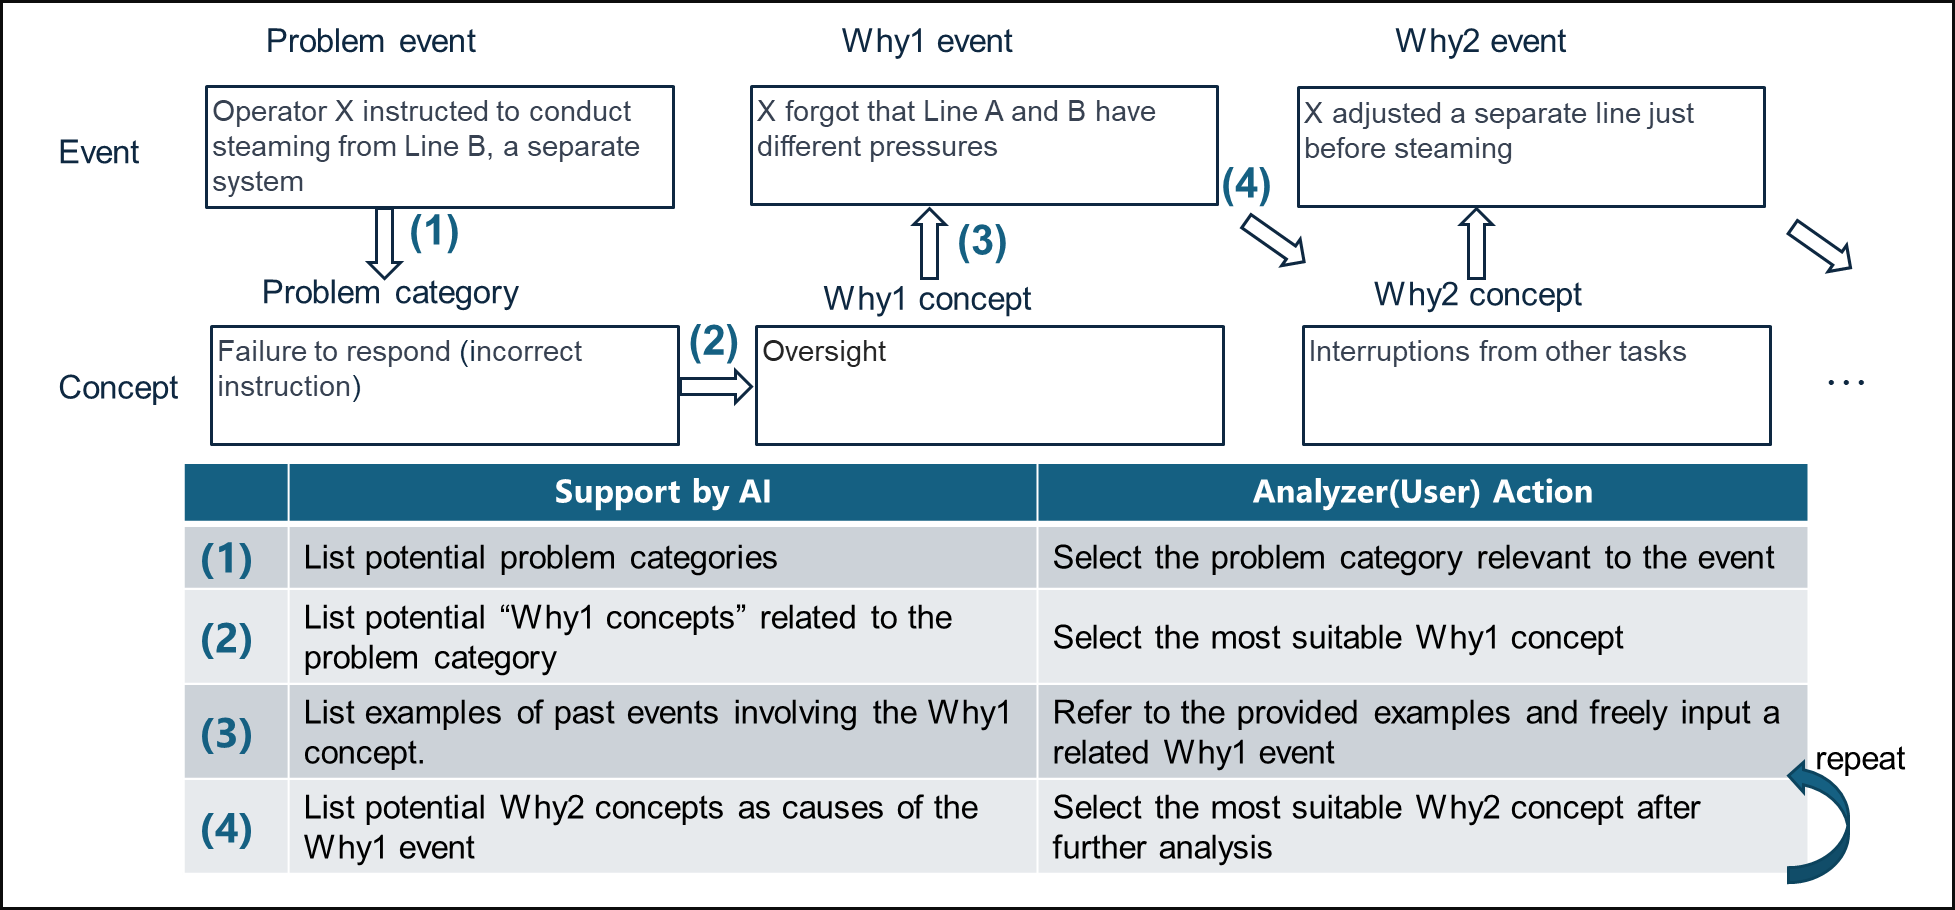 Problem event
Why1 event
Why2 event
Event
Operator X instructed to conduct
steaming from Line B, a separate
system
X forgot that Line A and B have
different pressures
X adjusted a separate line just
before steaming
(1)
(3)
(4)
Problem category
Why1 concept
Why2 concept
Concept
Failure to respond (incorrect
instruction)
(2)
Oversight
Interruptions from other tasks
...
Support by AI
Analyzer(User) Action
(1)
List potential problem categories
Select the problem category relevant to the event
(2)
List potential “Why1 concepts” related to the
problem category
Select the most suitable Why1 concept
(3)
List examples of past events involving the Why1
concept.
Refer to the provided examples and freely input a
related Why1 event
repeat
(4)
List potential Why2 concepts as causes of the
Why1 event
Select the most suitable Why2 concept after
further analysis